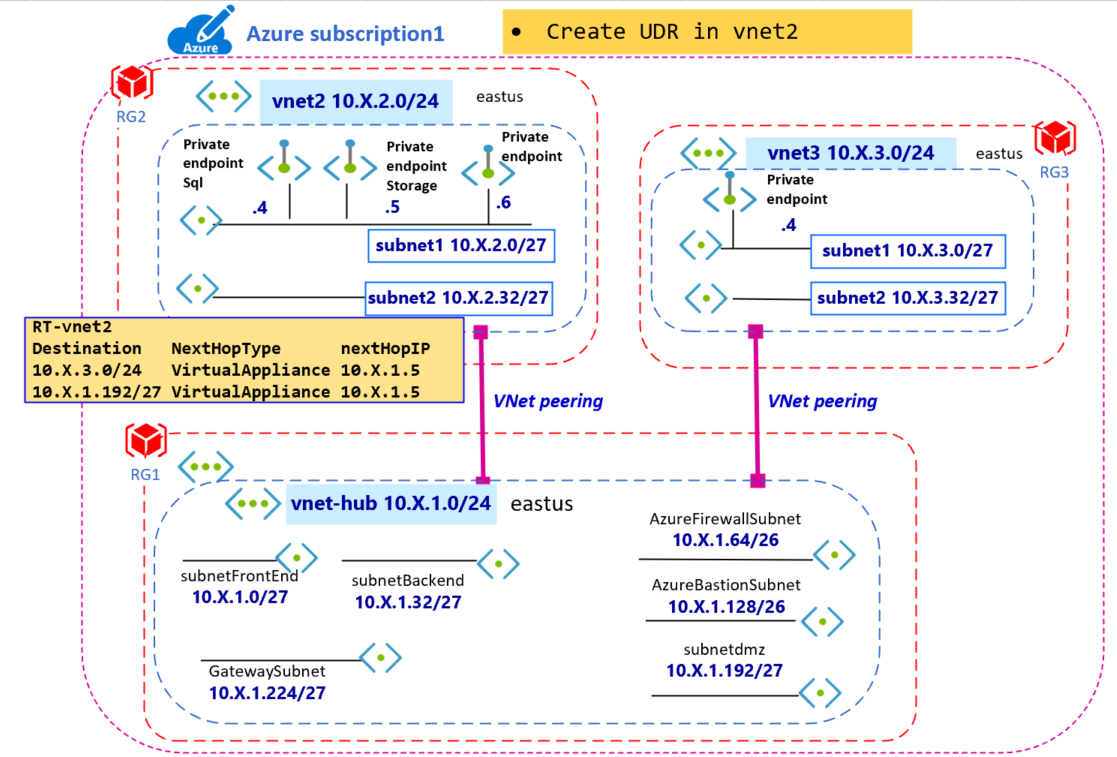 Azure
Azure subscription1
• Create UDR in vnet2
RG2
vnet2 10.X.2.0/24
eastus
Private
endpoint
Sql
Private
endpoint
Storage
Private
endpoint
.4
.5
.6
subnet1 10.X.2.0/27
subnet2 10.X.2.32/27
vnet3 10.X.3.0/24
eastus
RG3
Private
endpoint
.4
subnet1 10.X.3.0/27
subnet2 10.X.3.32/27
RT-vnet2
Destination NextHopType nextHopIP
10.X.3.0/24 VirtualAppliance 10.X.1.5
10.X.1.192/27 VirtualAppliance 10.X.1.5
VNet peering
VNet peering
RG1
vnet-hub 10.X.1.0/24
eastus
subnetFrontEnd
10.X.1.0/27
subnetBackend
10.X.1.32/27
GatewaySubnet
10.X.1.224/27
AzureFirewallSubnet
10.X.1.64/26
AzureBastionSubnet
10.X.1.128/26
subnetdmz
10.X.1.192/27